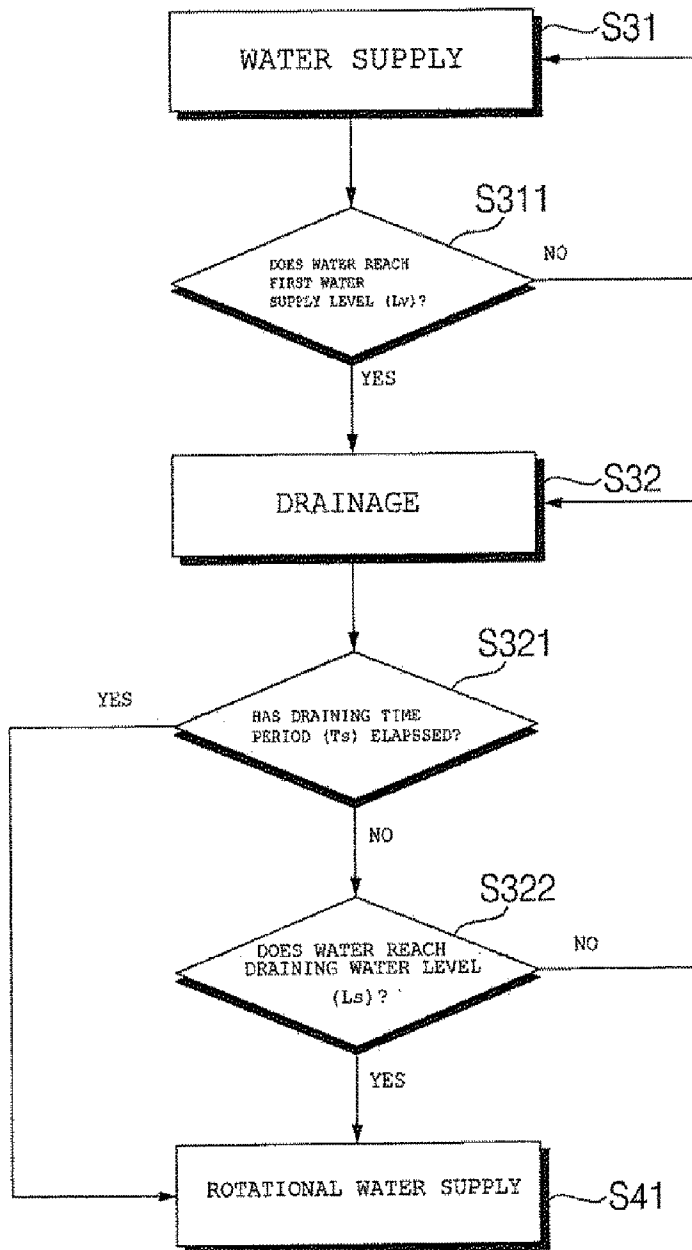 S31
WATER SUPPLY
S311
DOES WATER REACH
FIRST WATER
SUPPLY LEVEL (Lv)?
NO
YES
S32
DRAINAGE
S321
YES
HAS DRAINING TIME
PERIOD (Ts) ELAPSSED?
NO
S322
DOES WATER REACH
DRAINING WATER LEVEL
(Ls)?
NO
YES
ROTATIONAL WATER SUPPLY
S41